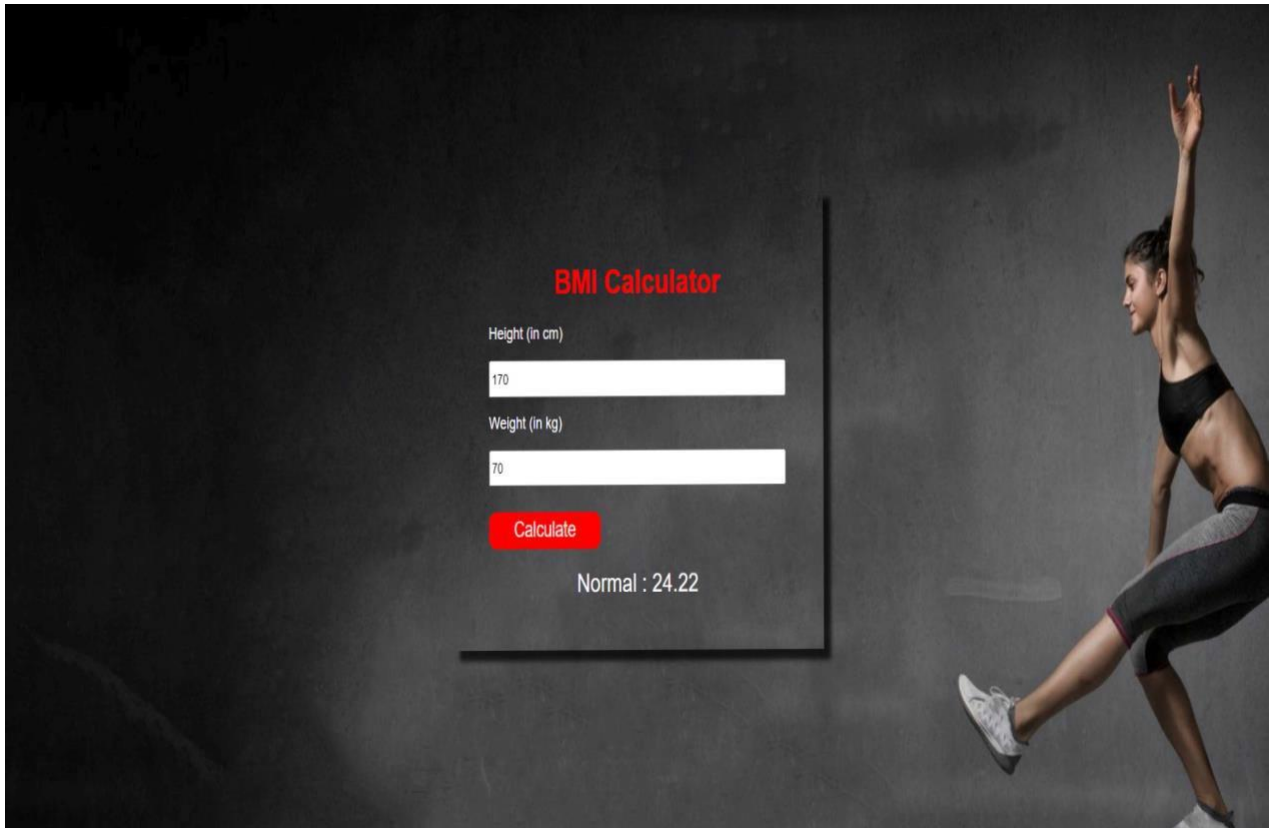 BMI Calculator
Height (in cm)
170
Weight (in kg)
70
Calculate
Normal : 24.22